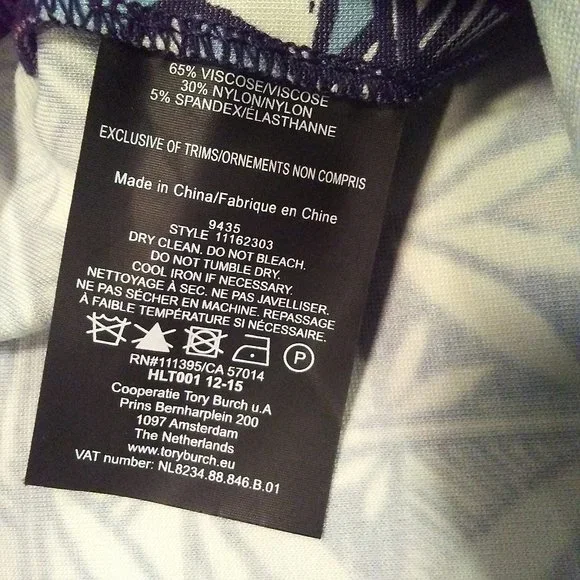 65% VISCOSE/VISCOSE
30% NYLON/NYLON
5% SPANDEX/ÉLASTHANNE
EXCLUSIVE OF TRIMS/ORNEMENTS NON COMPRIS
Made in China/Fabrique en Chine
9435
STYLE 11162303
DRY CLEAN. DO NOT BLEACH.
DO NOT TUMBLE DRY.
COOL IRON IF NECESSARY.
NETTOYAGE À SEC. NE PAS JAVELLISER.
NE PAS SÉCHER EN MACHINE. REPASSAGE
À FAIBLE TEMPÉRATURE SI NÉCESSAIRE.
P
RN#111395/CA 57014
HLT001 12-15
Cooperatie Tory Burch u.A
Prins Bernharplein 200
1097 Amsterdam
The Netherlands
www.toryburch.eu
VAT number: NL8234.88.846.B.01